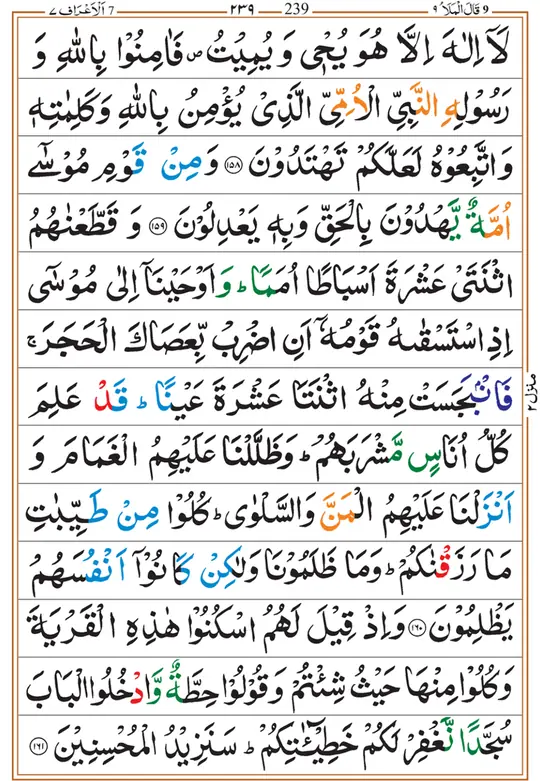 ٩ قَالَ الْمَلَاُ ٩ 239 ٢٣٩ 7 اَلْاَعْرَاف ٧
لَآ اِلٰهَ اِلَّا هُوَ يُحْيٖ وَ يُمِيْتُ ۪ فَاٰمِنُوْا بِاللّٰهِ وَ
رَسُوْلِهِ النَّبِيِّ الْاُمِّيِّ الَّذِيْ يُؤْمِنُ بِاللّٰهِ وَكَلِمٰتِهٖ
وَاتَّبِعُوْهُ لَعَلَّكُمْ تَهْتَدُوْنَ ١٥٨ وَمِنْ قَوْمِ مُوْسٰٓى
اُمَّةٌ يَّهْدُوْنَ بِالْحَقِّ وَبِهٖ يَعْدِلُوْنَ ١٥٩ وَ قَطَّعْنٰهُمُ
اثْنَتَيْ عَشْرَةَ اَسْبَاطًا اُمَمًا ؕ وَاَوْحَيْنَآ اِلٰى مُوْسٰٓى
اِذِ اسْتَسْقٰىهُ قَوْمُهٗٓ اَنِ اضْرِبْ بِّعَصَاكَ الْحَجَرَ ۚ
فَانْۢبَجَسَتْ مِنْهُ اثْنَتَا عَشْرَةَ عَيْنًا ؕ قَدْ عَلِمَ
كُلُّ اُنَاسٍ مَّشْرَبَهُمْ ؕ وَظَلَّلْنَا عَلَيْهِمُ الْغَمَامَ وَ
اَنْزَلْنَا عَلَيْهِمُ الْمَنَّ وَالسَّلْوٰى ؕ كُلُوْا مِنْ طَيِّبٰتِ
مَا رَزَقْنٰكُمْ ؕ وَمَا ظَلَمُوْنَا وَلٰكِنْ كَانُوْٓا اَنْفُسَهُمْ
يَظْلِمُوْنَ ١٦٠ وَاِذْ قِيْلَ لَهُمُ اسْكُنُوْا هٰذِهِ الْقَرْيَةَ
وَكُلُوْا مِنْهَا حَيْثُ شِئْتُمْ وَقُوْلُوْا حِطَّةٌ وَّادْخُلُوا الْبَابَ
سُجَّدًا نَّغْفِرْ لَكُمْ خَطِيْٓـٰٔتِكُمْ ؕ سَنَزِيْدُ الْمُحْسِنِيْنَ ١٦١
منزل ٢